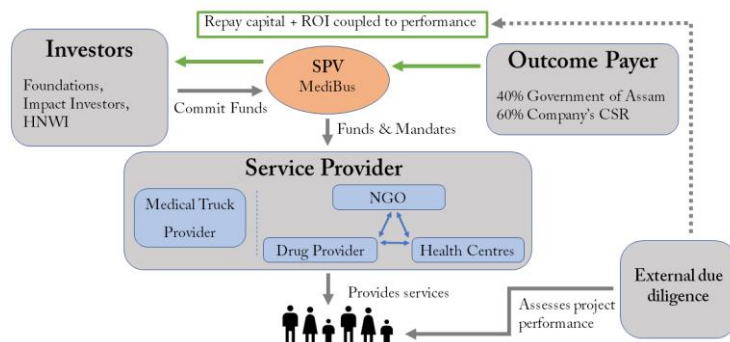 Repay capital + ROI coupled to performance
Investors
Foundations,
Impact Investors,
HNWI
Commit Funds
SPV
MediBus
Outcome Payer
40% Government of Assam
60% Company's CSR
Funds & Mandates
Service Provider
Medical Truck
Provider
NGO
Drug Provider
Health Centres
Provides services
Assesses project
performance
External due
diligence